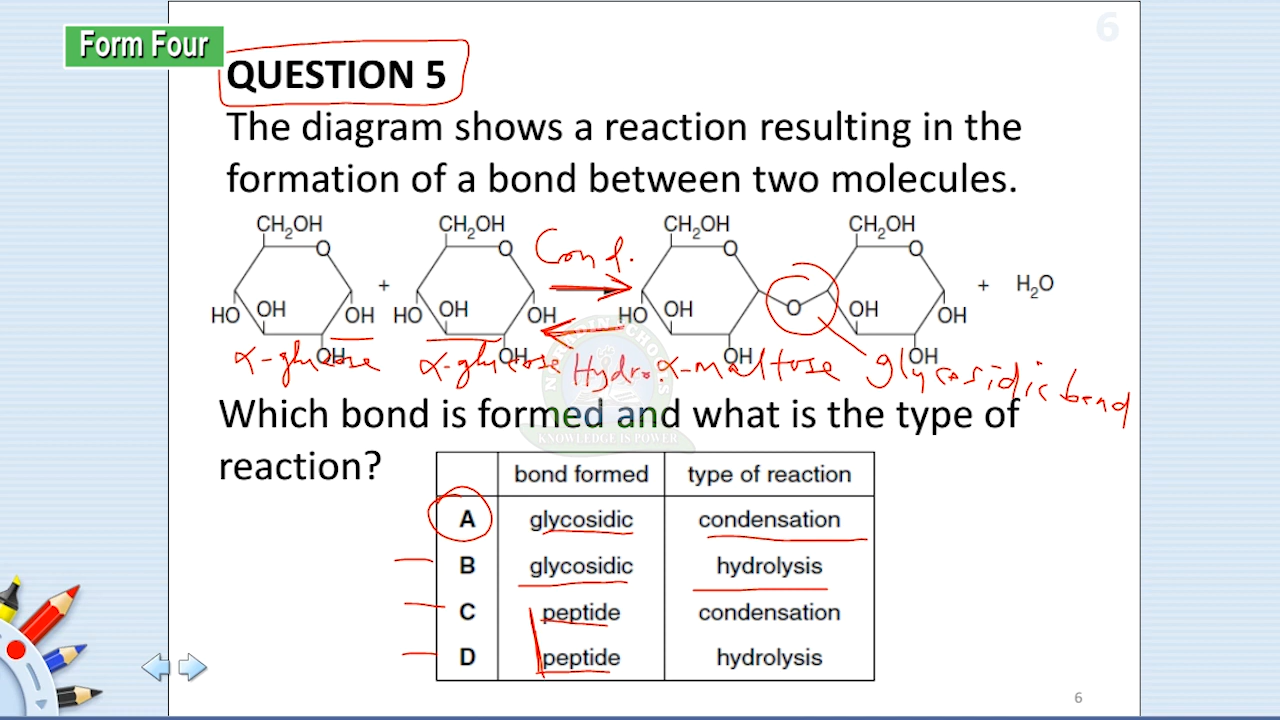 6
Form Four
QUESTION 5
The diagram shows a reaction resulting in the
formation of a bond between two molecules.
CH2OH CH2OH CH2OH CH2OH
O O Cond. O O
+ + H2O
HO OH OH HO OH OH HO OH O OH OH
OH OH OH OH
α-glucose α-glucose Hydro. α-maltose glycosidic bond
Which bond is formed and what is the type of
KNOWLEDGE IS POWER
reaction?
bond formed type of reaction
A glycosidic condensation
B glycosidic hydrolysis
C peptide condensation
D peptide hydrolysis
6